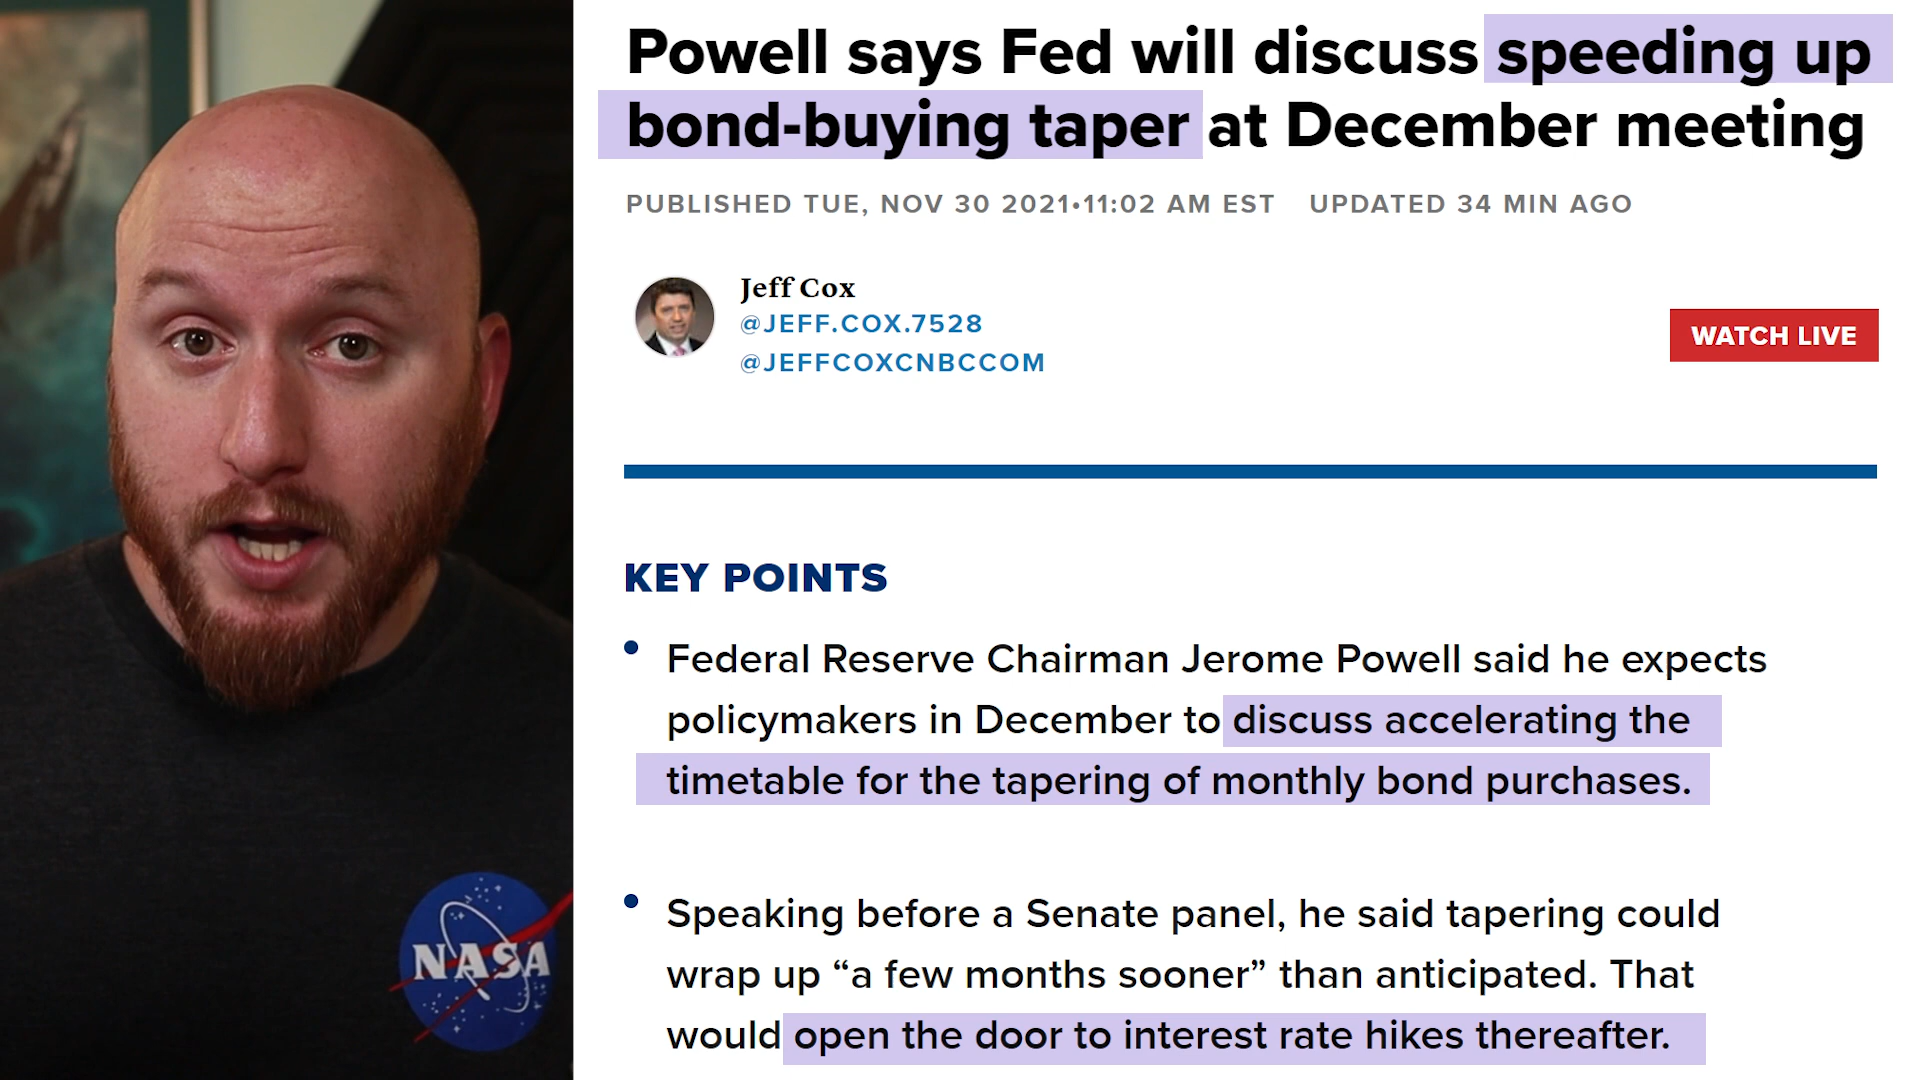 Powell says Fed will discuss speeding up
bond-buying taper at December meeting
PUBLISHED TUE, NOV 30 2021•11:02 AM EST UPDATED 34 MIN AGO
Jeff Cox
@JEFF.COX.7528
@JEFFCOXCNBCCOM
WATCH LIVE
KEY POINTS
• Federal Reserve Chairman Jerome Powell said he expects
policymakers in December to discuss accelerating the
timetable for the tapering of monthly bond purchases.
• Speaking before a Senate panel, he said tapering could
wrap up “a few months sooner” than anticipated. That
would open the door to interest rate hikes thereafter.
NASA